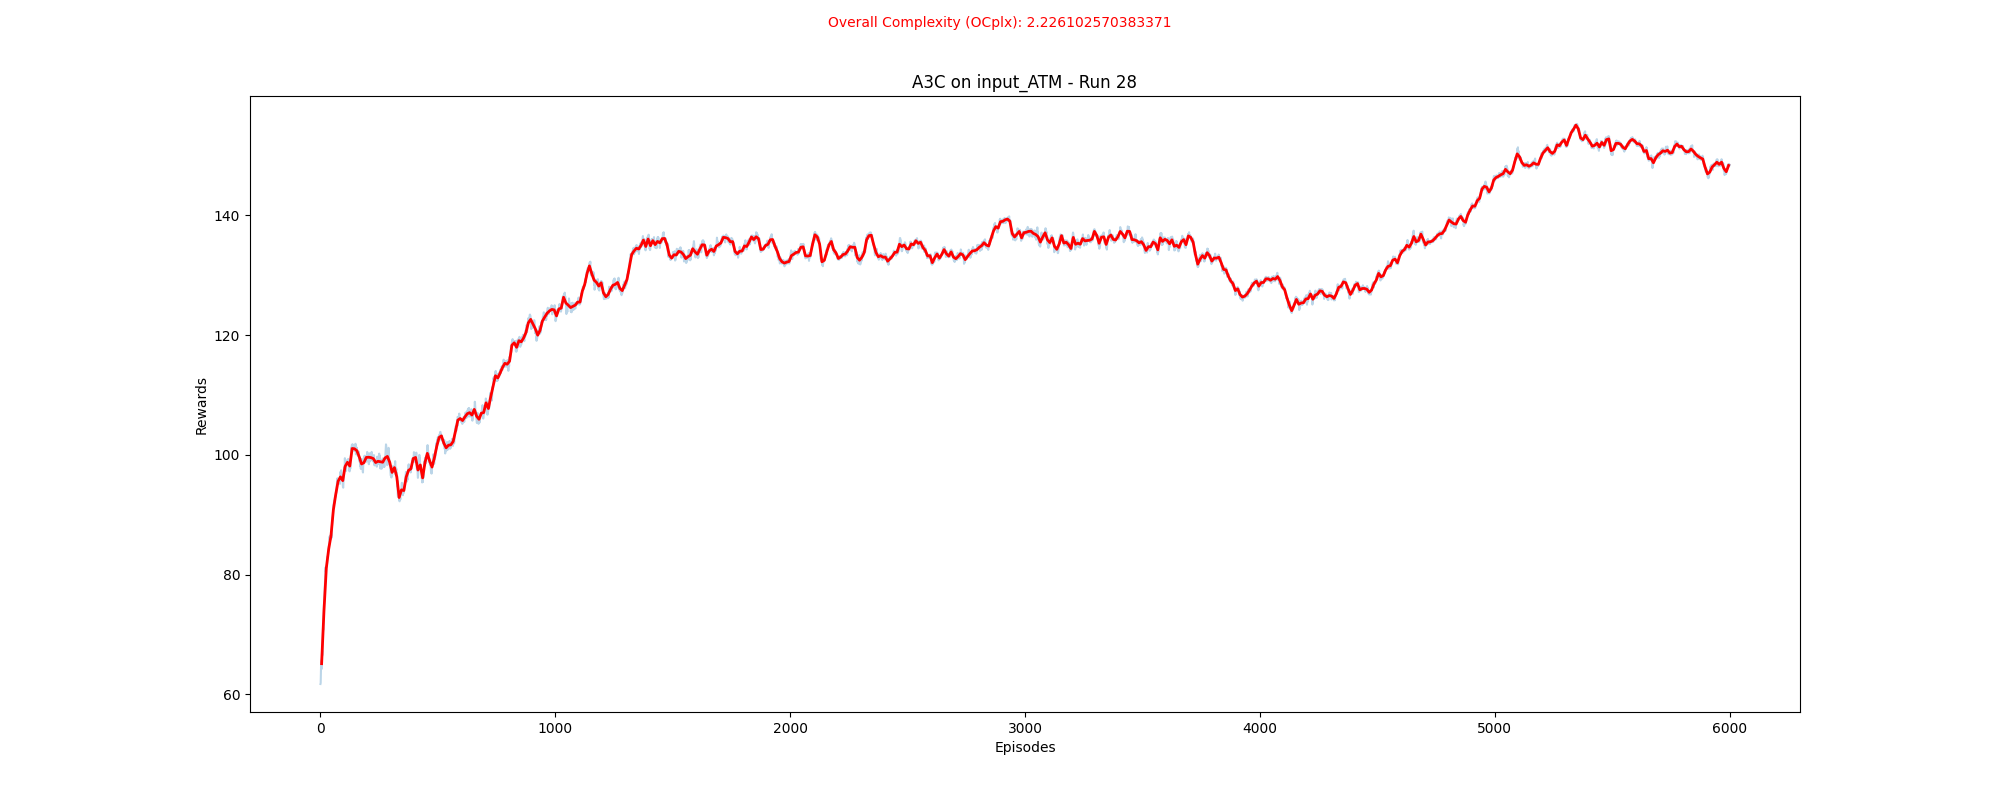 Overall Complexity (OCplx): 2.226102570383371
A3C on input_ATM - Run 28
Rewards
140
120
100
80
60
0 1000 2000 3000 4000 5000 6000
Episodes